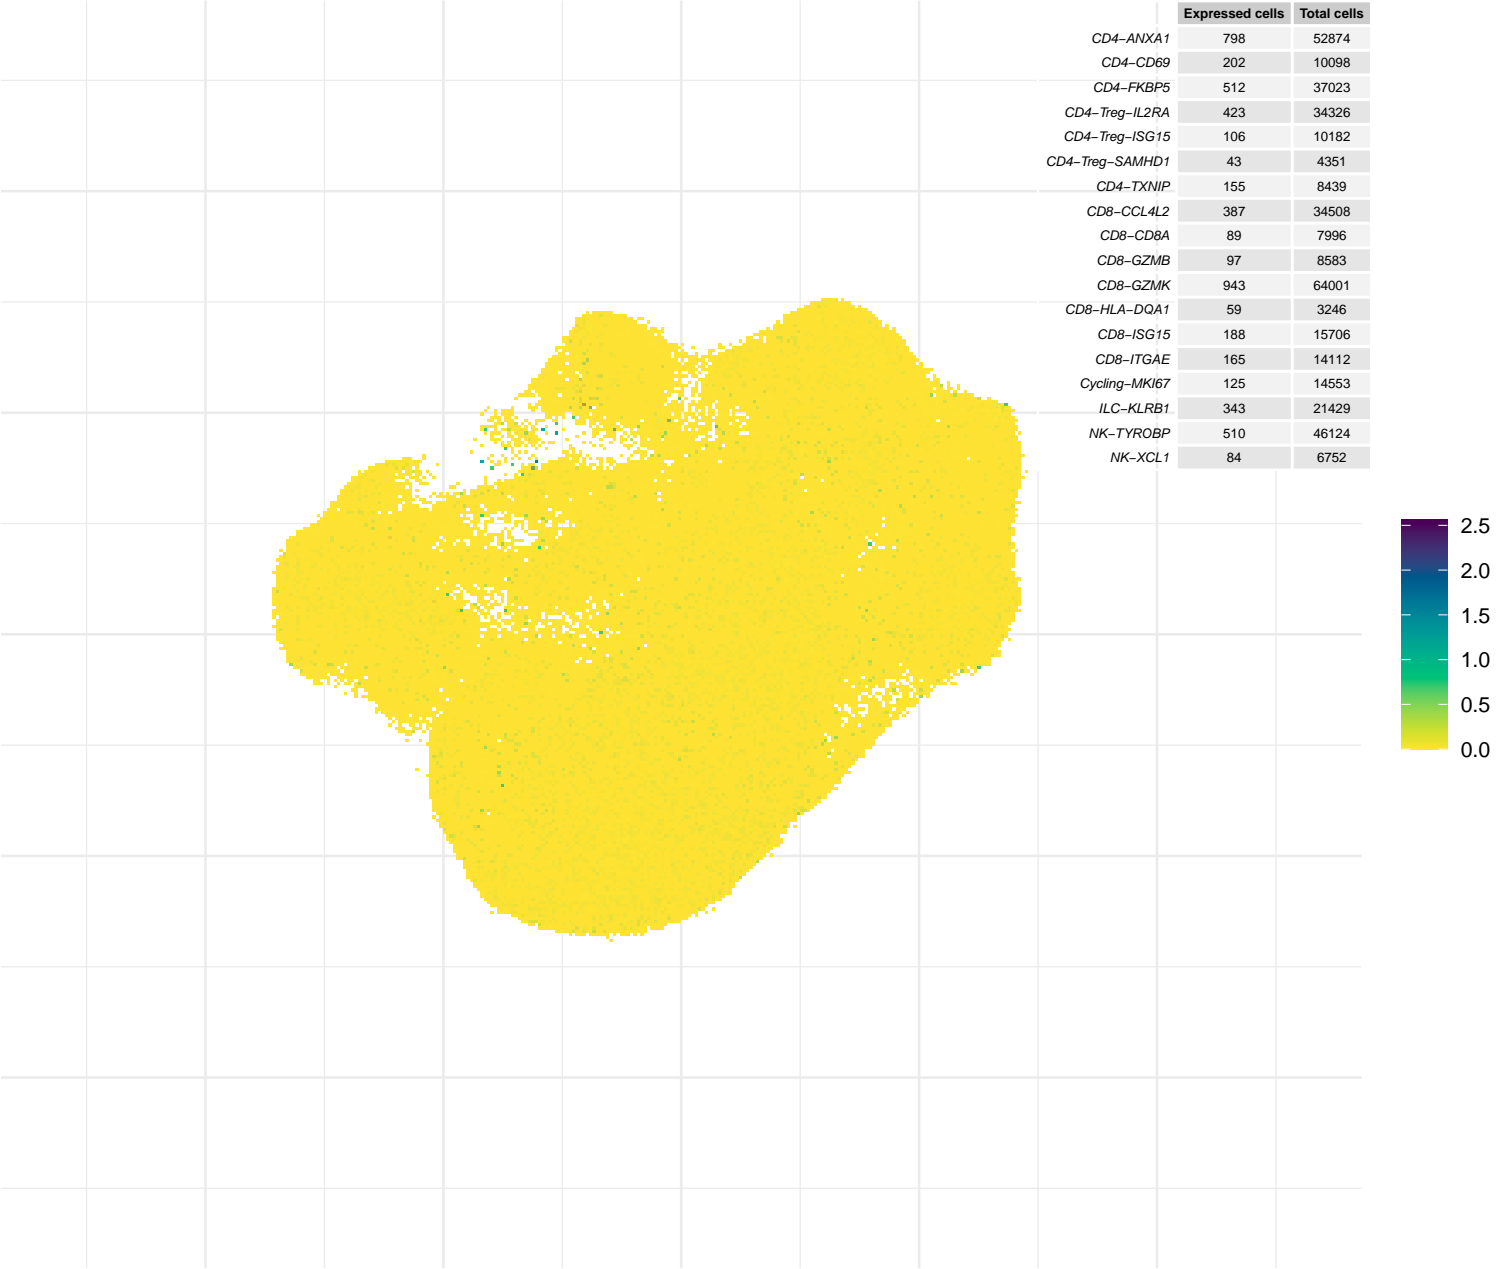 Expressed cells Total cells
CD4−ANXA1 798 52874
CD4−CD69 202 10098
CD4−FKBP5 512 37023
CD4−Treg−IL2RA 423 34326
CD4−Treg−ISG15 106 10182
CD4−Treg−SAMHD1 43 4351
CD4−TXNIP 155 8439
CD8−CCL4L2 387 34508
CD8−CD8A 89 7996
CD8−GZMB 97 8583
CD8−GZMK 943 64001
CD8−HLA−DQA1 59 3246
CD8−ISG15 188 15706
CD8−ITGAE 165 14112
Cycling−MKI67 125 14553
ILC−KLRB1 343 21429
NK−TYROBP 510 46124
NK−XCL1 84 6752
2.5
2.0
1.5
1.0
0.5
0.0